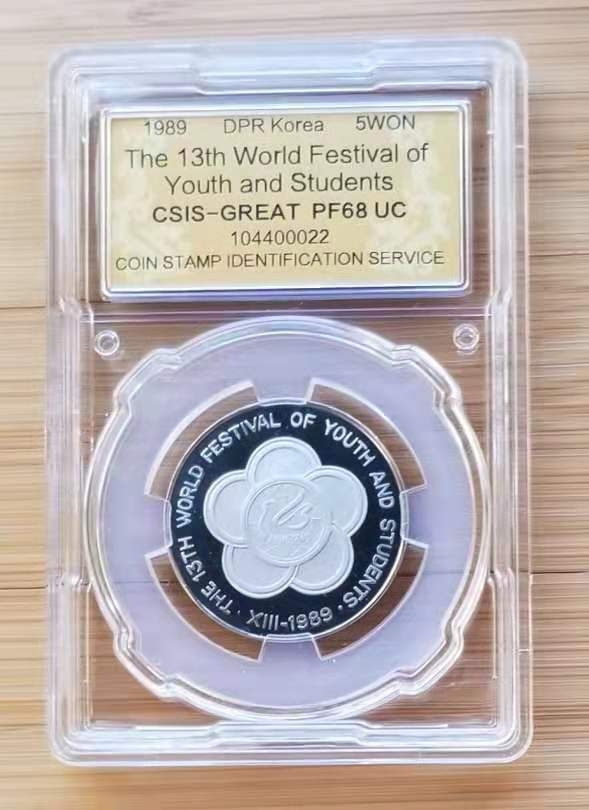 1989 DPR Korea 5WON
The 13th World Festival of
Youth and Students
CSIS-GREAT PF68 UC
104400022
COIN STAMP IDENTIFICATION SERVICE
THE 13TH WORLD FESTIVAL OF YOUTH AND STUDENTS
· XIII-1989 ·